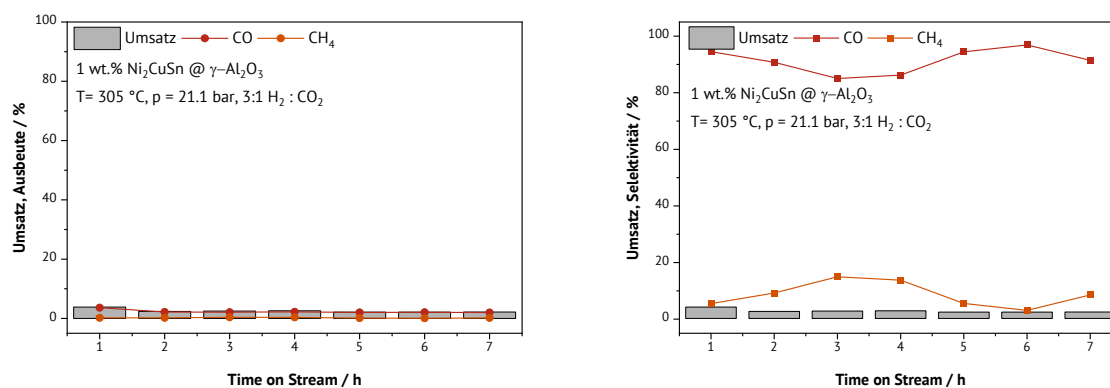 Umsatz, Ausbeute / %
100
80
60
40
20
0
Umsatz CO CH₄
1 wt.% Ni₂CuSn @ γ–Al₂O₃
T= 305 °C, p = 21.1 bar, 3:1 H₂ : CO₂
1 2 3 4 5 6 7
Time on Stream / h
Umsatz, Selektivität / %
100
80
60
40
20
0
Umsatz CO CH₄
1 wt.% Ni₂CuSn @ γ–Al₂O₃
T= 305 °C, p = 21.1 bar, 3:1 H₂ : CO₂
1 2 3 4 5 6 7
Time on Stream / h